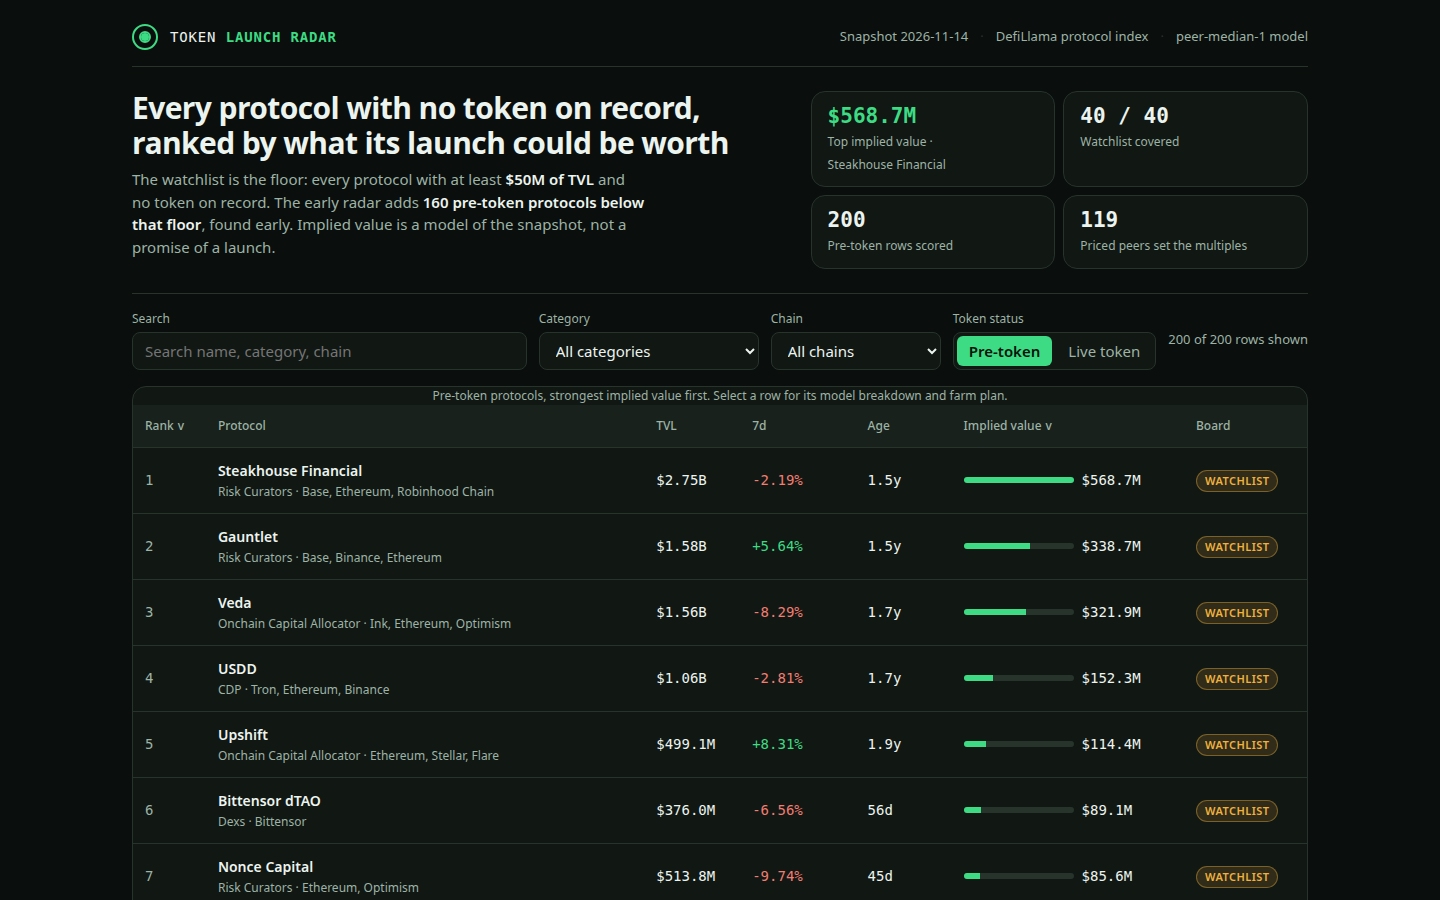 TOKEN LAUNCH RADAR
Snapshot 2026-11-14 · DefiLlama protocol index · peer-median-1 model
Every protocol with no token on record,
ranked by what its launch could be worth
The watchlist is the floor: every protocol with at least $50M of TVL and
no token on record. The early radar adds 160 pre-token protocols below
that floor, found early. Implied value is a model of the snapshot, not a
promise of a launch.
$568.7M
Top implied value ·
Steakhouse Financial
40 / 40
Watchlist covered
200
Pre-token rows scored
119
Priced peers set the multiples
Search
Search name, category, chain
Category
All categories
Chain
All chains
Token status
Pre-token Live token
200 of 200 rows shown
Pre-token protocols, strongest implied value first. Select a row for its model breakdown and farm plan.
Rank v Protocol TVL 7d Age Implied value v Board
1 Steakhouse Financial $2.75B -2.19% 1.5y $568.7M WATCHLIST
Risk Curators · Base, Ethereum, Robinhood Chain
2 Gauntlet $1.58B +5.64% 1.5y $338.7M WATCHLIST
Risk Curators · Base, Binance, Ethereum
3 Veda $1.56B -8.29% 1.7y $321.9M WATCHLIST
Onchain Capital Allocator · Ink, Ethereum, Optimism
4 USDD $1.06B -2.81% 1.7y $152.3M WATCHLIST
CDP · Tron, Ethereum, Binance
5 Upshift $499.1M +8.31% 1.9y $114.4M WATCHLIST
Onchain Capital Allocator · Ethereum, Stellar, Flare
6 Bittensor dTAO $376.0M -6.56% 56d $89.1M WATCHLIST
Dexs · Bittensor
7 Nonce Capital $513.8M -9.74% 45d $85.6M WATCHLIST
Risk Curators · Ethereum, Optimism